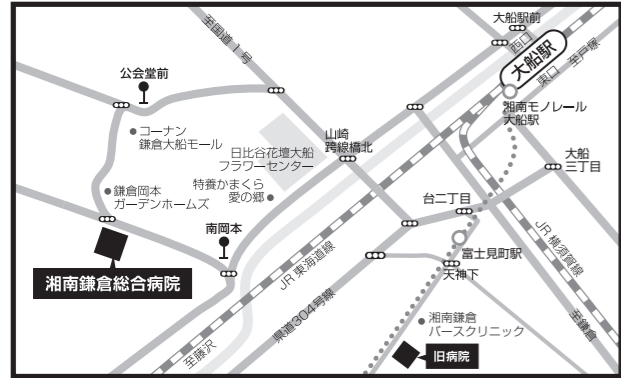 大船駅前
至国道1号
西口
大船駅
東口
至戸塚
公会堂前
湘南モノレール
大船駅
コーナン
鎌倉大船モール
山崎
跨線橋北
日比谷花壇大船
フラワーセンター
大船
三丁目
特養かまくら
愛の郷
鎌倉岡本
ガーデンホームズ
台二丁目
南岡本
JR東海道線
富士見町駅
JR横須賀線
天神下
湘南鎌倉総合病院
県道304号線
至鎌倉
湘南鎌倉
バースクリニック
至藤沢
旧病院